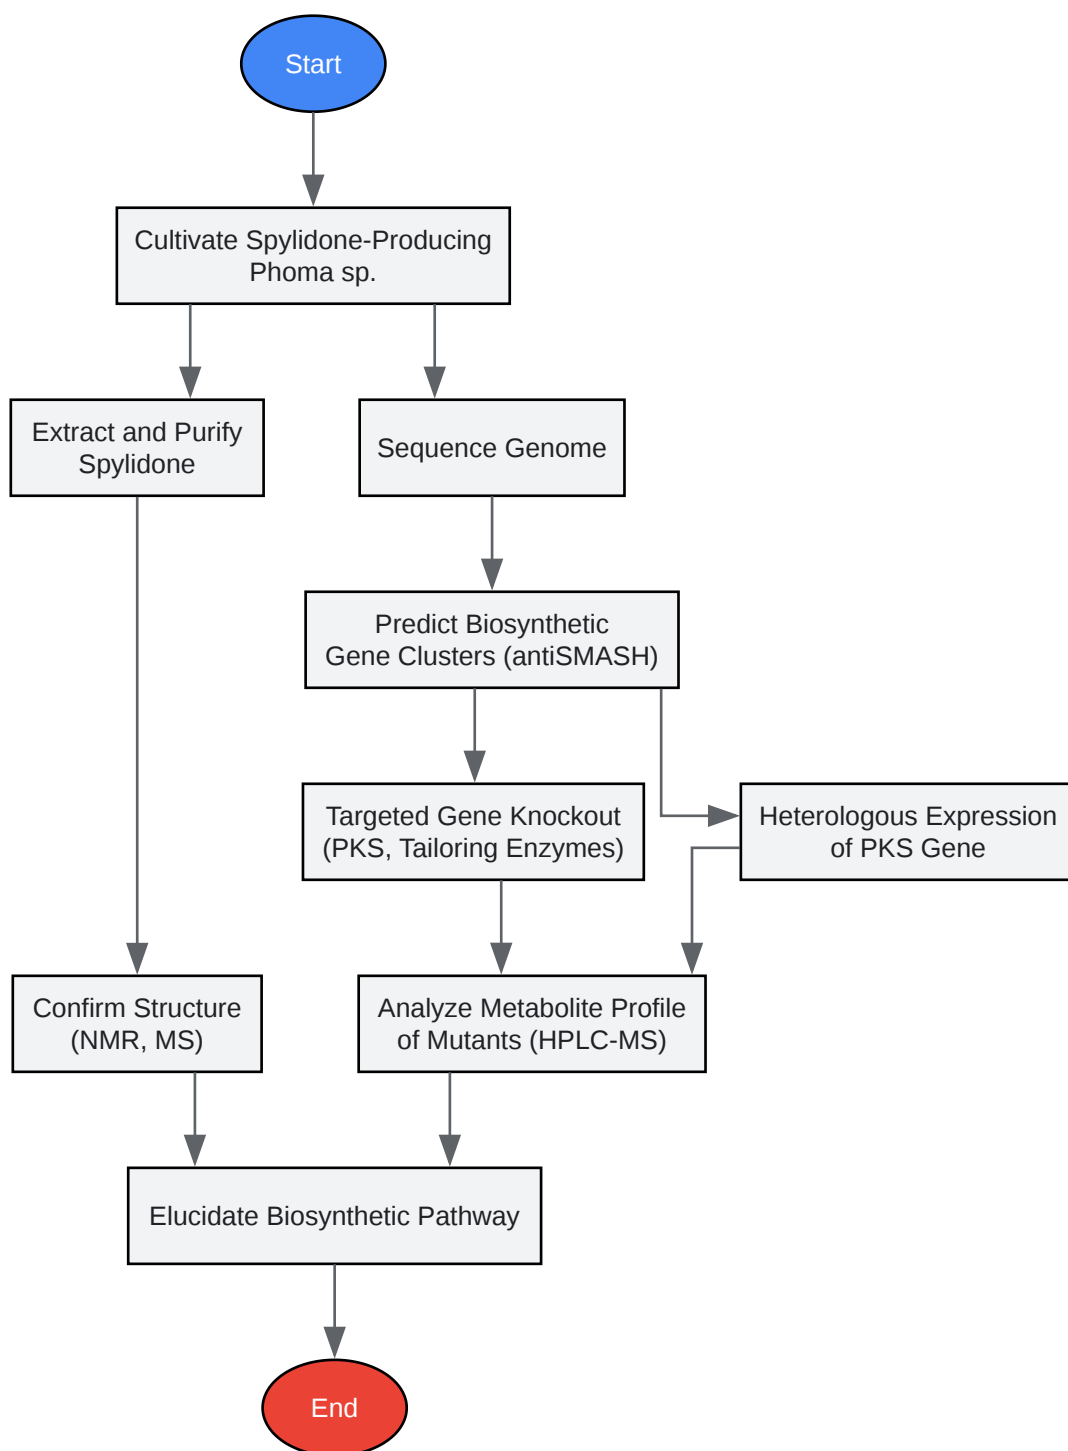 Start
Cultivate Spylidone-Producing
Phoma sp.
Extract and Purify
Spylidone
Sequence Genome
Predict Biosynthetic
Gene Clusters (antiSMASH)
Targeted Gene Knockout
(PKS, Tailoring Enzymes)
Heterologous Expression
of PKS Gene
Confirm Structure
(NMR, MS)
Analyze Metabolite Profile
of Mutants (HPLC-MS)
Elucidate Biosynthetic Pathway
End